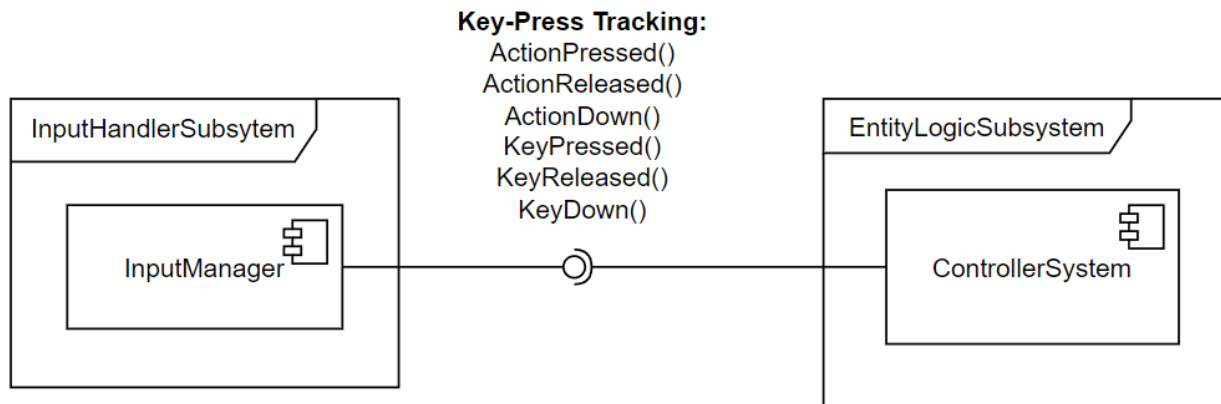 Key-Press Tracking:
ActionPressed()
ActionReleased()
ActionDown()
KeyPressed()
KeyReleased()
KeyDown()
InputHandlerSubsytem
InputManager
EntityLogicSubsystem
ControllerSystem